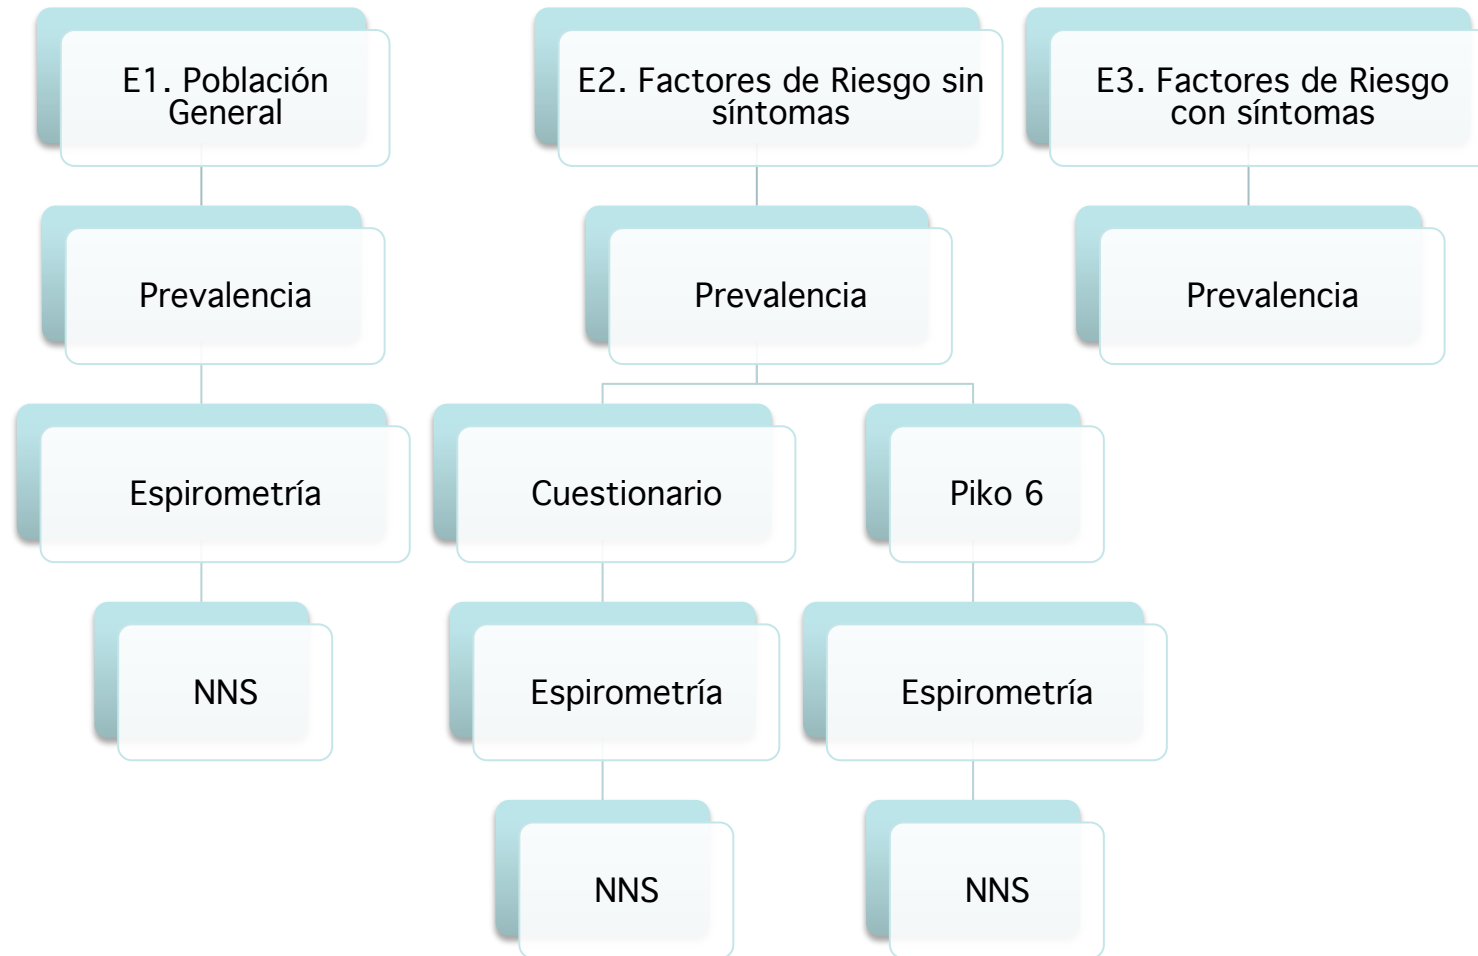 E1. Población
General
E2. Factores de Riesgo sin
síntomas
E3. Factores de Riesgo
con síntomas
Prevalencia
Prevalencia
Prevalencia
Espirometría
Cuestionario
Piko 6
NNS
Espirometría
Espirometría
NNS
NNS